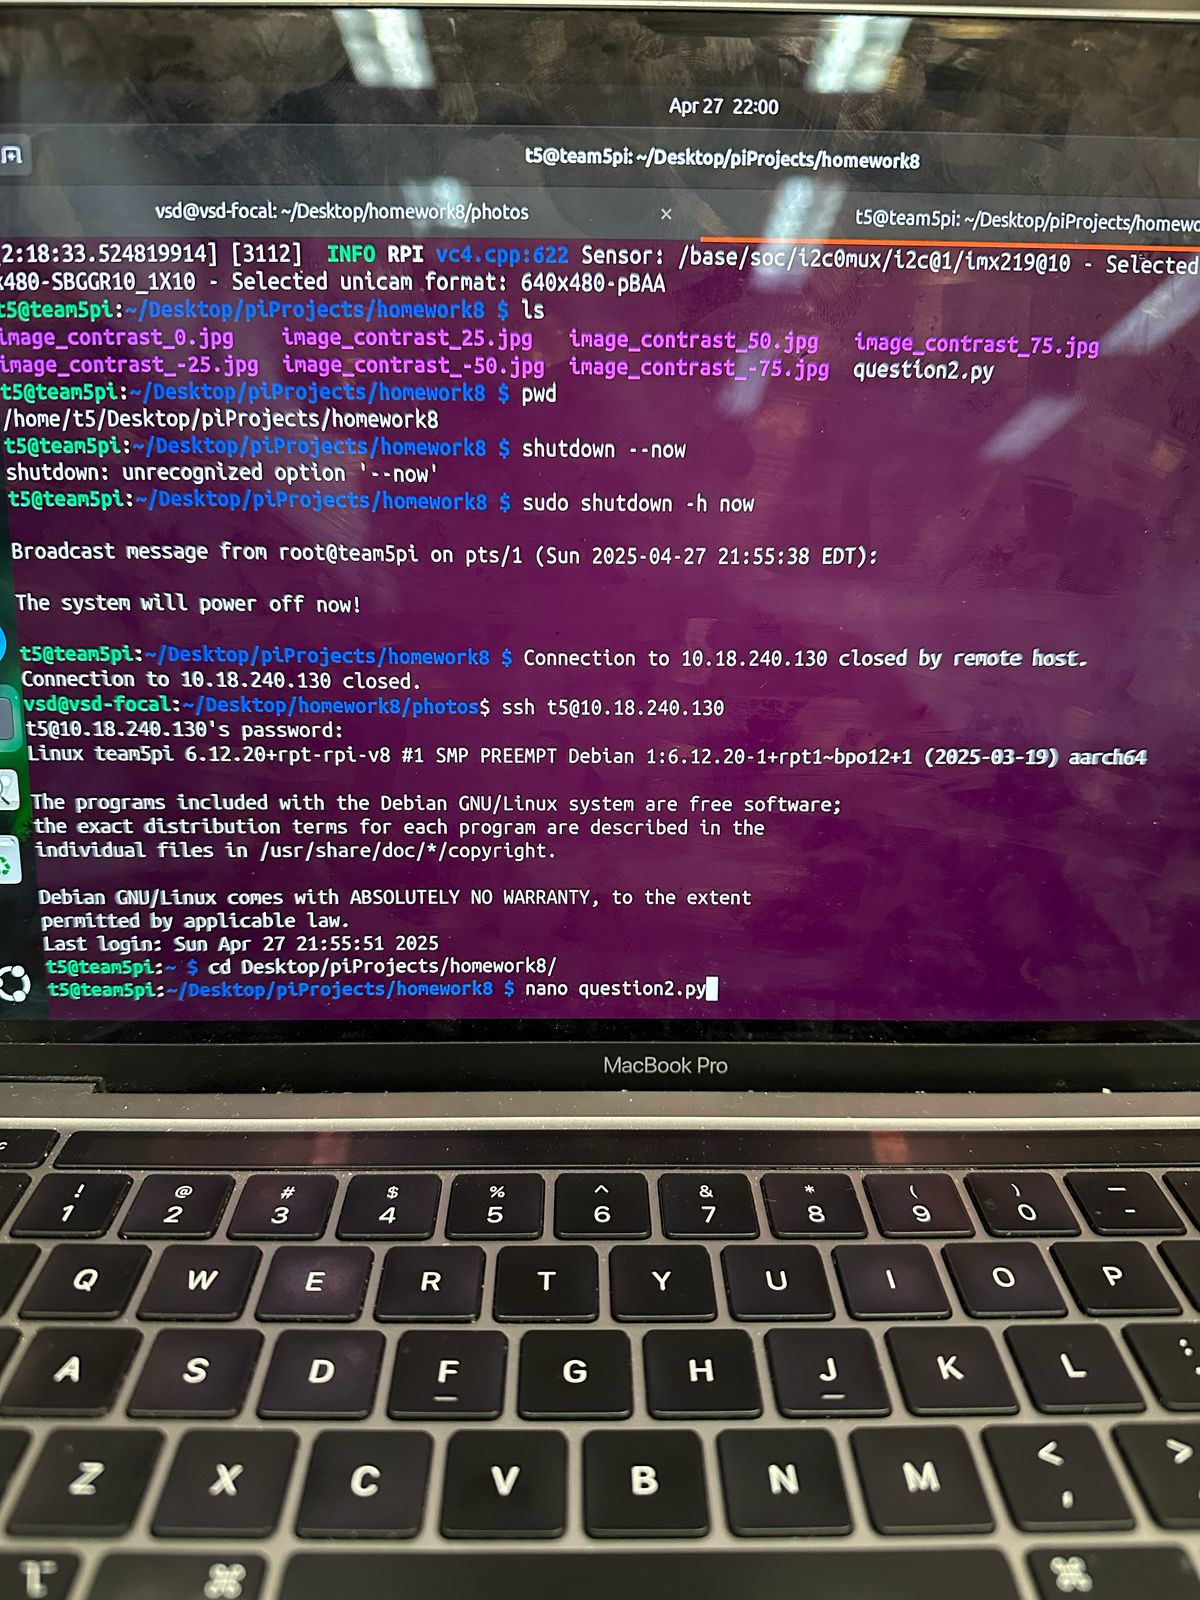 Apr 27 22:00
t5@team5pi: ~/Desktop/piProjects/homework8
vsd@vsd-focal: ~/Desktop/homework8/photos × t5@team5pi: ~/Desktop/piProjects/homewo
2:18:33.524819914] [3112] INFO RPI vc4.cpp:622 Sensor: /base/soc/i2c0mux/i2c@1/imx219@10 - Selected
x480-SBGGR10_1X10 - Selected unicam format: 640x480-pBAA
t5@team5pi:~/Desktop/piProjects/homework8 $ ls
image_contrast_0.jpg image_contrast_25.jpg image_contrast_50.jpg image_contrast_75.jpg
image_contrast_-25.jpg image_contrast_-50.jpg image_contrast_-75.jpg question2.py
t5@team5pi:~/Desktop/piProjects/homework8 $ pwd
/home/t5/Desktop/piProjects/homework8
t5@team5pi:~/Desktop/piProjects/homework8 $ shutdown --now
shutdown: unrecognized option '--now'
t5@team5pi:~/Desktop/piProjects/homework8 $ sudo shutdown -h now
Broadcast message from root@team5pi on pts/1 (Sun 2025-04-27 21:55:38 EDT):
The system will power off now!
t5@team5pi:~/Desktop/piProjects/homework8 $ Connection to 10.18.240.130 closed by remote host.
Connection to 10.18.240.130 closed.
vsd@vsd-focal:~/Desktop/homework8/photos$ ssh t5@10.18.240.130
t5@10.18.240.130's password:
Linux team5pi 6.12.20+rpt-rpi-v8 #1 SMP PREEMPT Debian 1:6.12.20-1+rpt1~bpo12+1 (2025-03-19) aarch64
The programs included with the Debian GNU/Linux system are free software;
the exact distribution terms for each program are described in the
individual files in /usr/share/doc/*/copyright.
Debian GNU/Linux comes with ABSOLUTELY NO WARRANTY, to the extent
permitted by applicable law.
Last login: Sun Apr 27 21:55:51 2025
t5@team5pi:~ $ cd Desktop/piProjects/homework8/
t5@team5pi:~/Desktop/piProjects/homework8 $ nano question2.py
MacBook Pro
! @ # $ % ^ & * ( ) —
1 2 3 4 5 6 7 8 9 0 -
Q W E R T Y U I O P
A S D F G H J K L :
;
Z X C V B N M < >
,
⌥ ⌘ ⌘